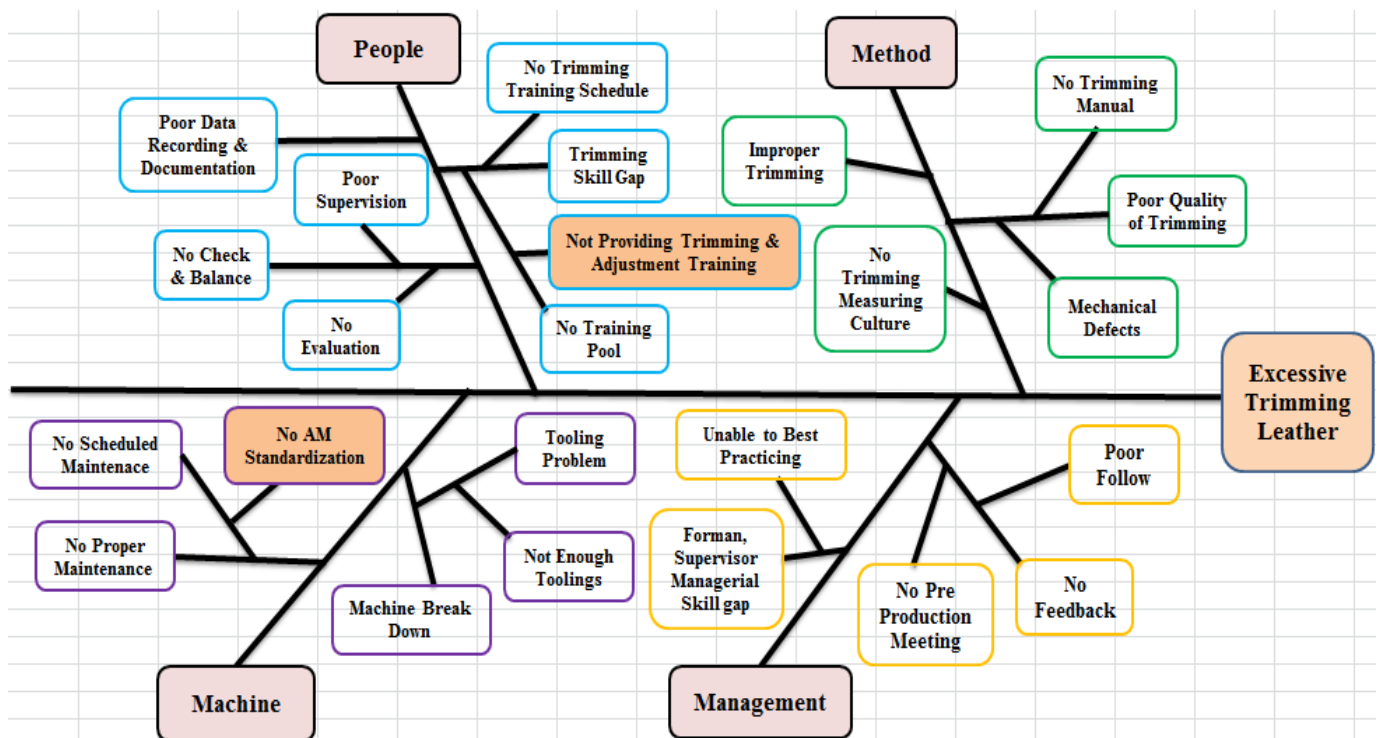 People
Method
No Trimming
Training Schedule
Poor Data
Recording &
Documentation
Trimming
Skill Gap
Poor
Supervision
Not Providing Trimming &
Adjustment Training
No Check
& Balance
No
Evaluation
No Training
Pool
No Trimming
Manual
Improper
Trimming
Poor Quality
of Trimming
No
Trimming
Measuring
Culture
Mechanical
Defects
Excessive
Trimming
Leather
No Scheduled
Maintenace
No AM
Standardization
Tooling
Problem
No Proper
Maintenance
Not Enough
Toolings
Machine Break
Down
Unable to Best
Practicing
Poor
Follow
Forman,
Supervisor
Managerial
Skill gap
No Pre
Production
Meeting
No
Feedback
Machine
Management